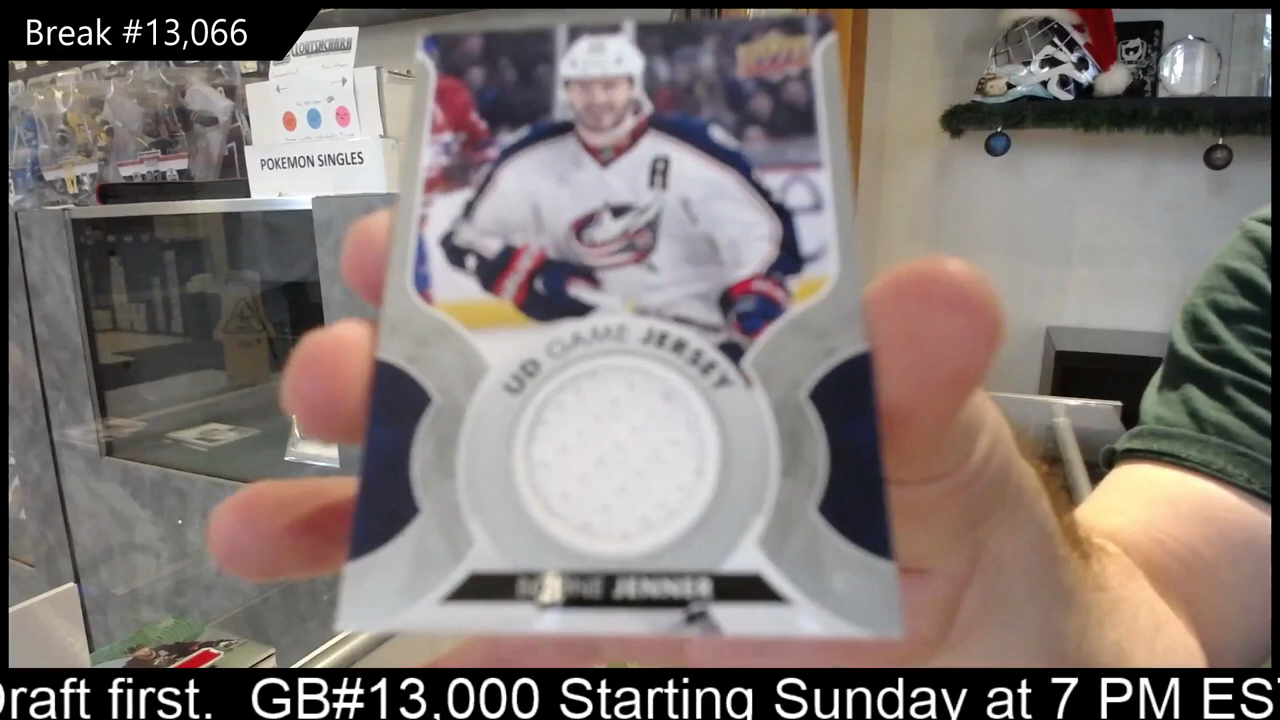 Break #13,066
POKEMON SINGLES
A
UD GAME JERSEY
BOONE JENNER
Draft first. GB#13,000 Starting Sunday at 7 PM EST